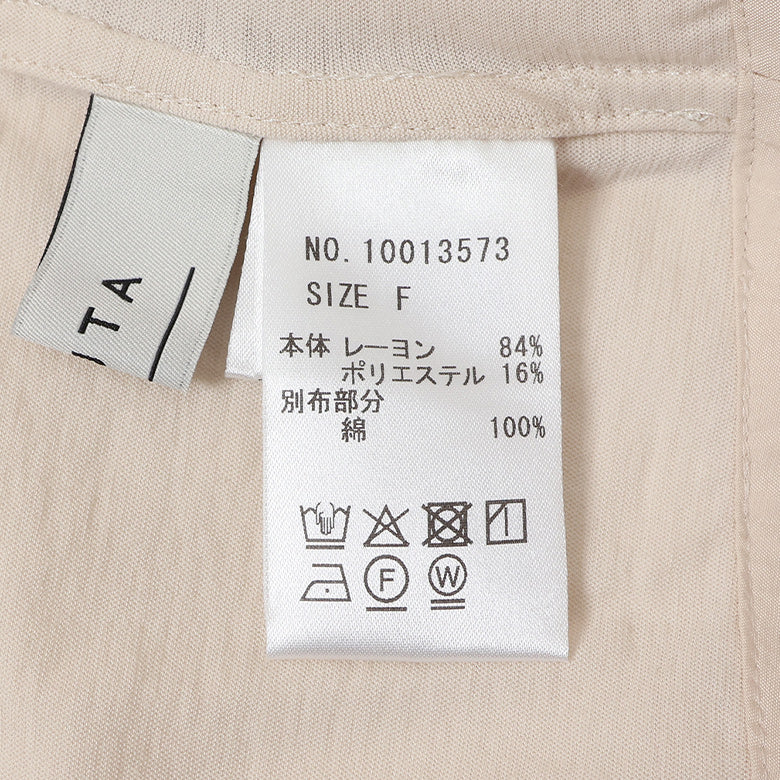 UTA
NO. 10013573
SIZE F
本体 レーヨン 84%
ポリエステル 16%
別布部分
綿 100%
F W